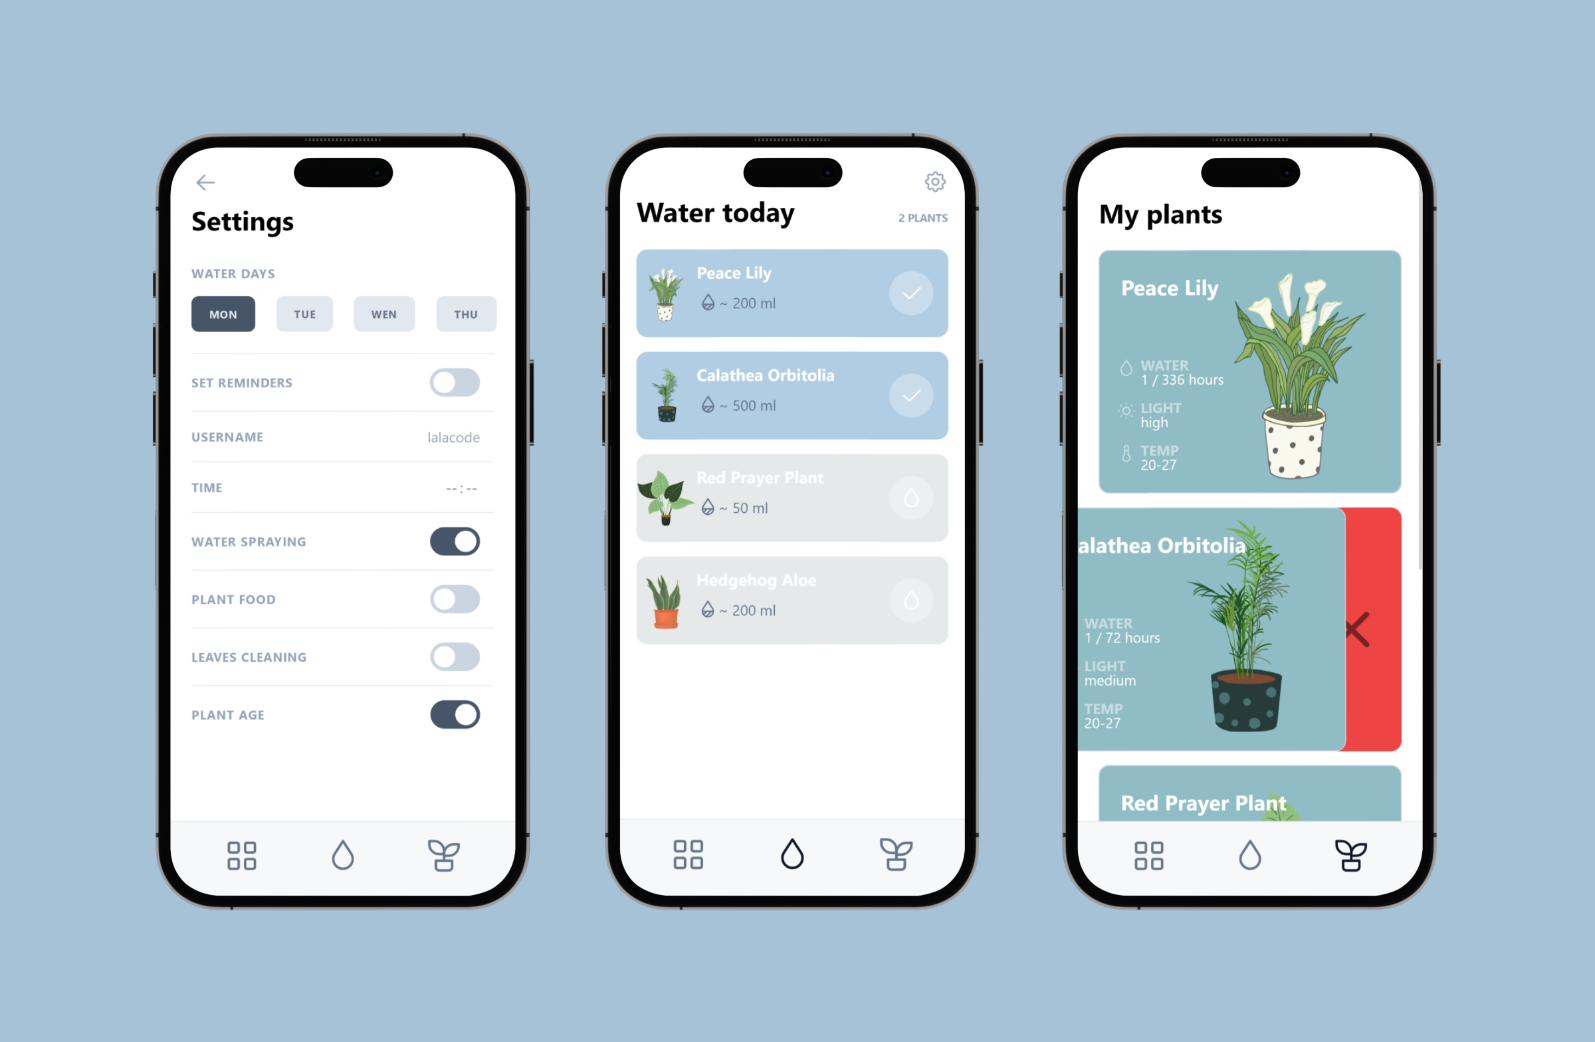 Settings
WATER DAYS
MON TUE WEN THU
SET REMINDERS
USERNAME lalacode
TIME --:--
WATER SPRAYING
PLANT FOOD
LEAVES CLEANING
PLANT AGE
Water today
2 PLANTS
Peace Lily
~ 200 ml
Calathea Orbitolia
~ 500 ml
Red Prayer Plant
~ 50 ml
Hedgehog Aloe
~ 200 ml
My plants
Peace Lily
WATER
1 / 336 hours
LIGHT
high
TEMP
20-27
alathea Orbitolia
WATER
1 / 72 hours
LIGHT
medium
TEMP
20-27
Red Prayer Plant